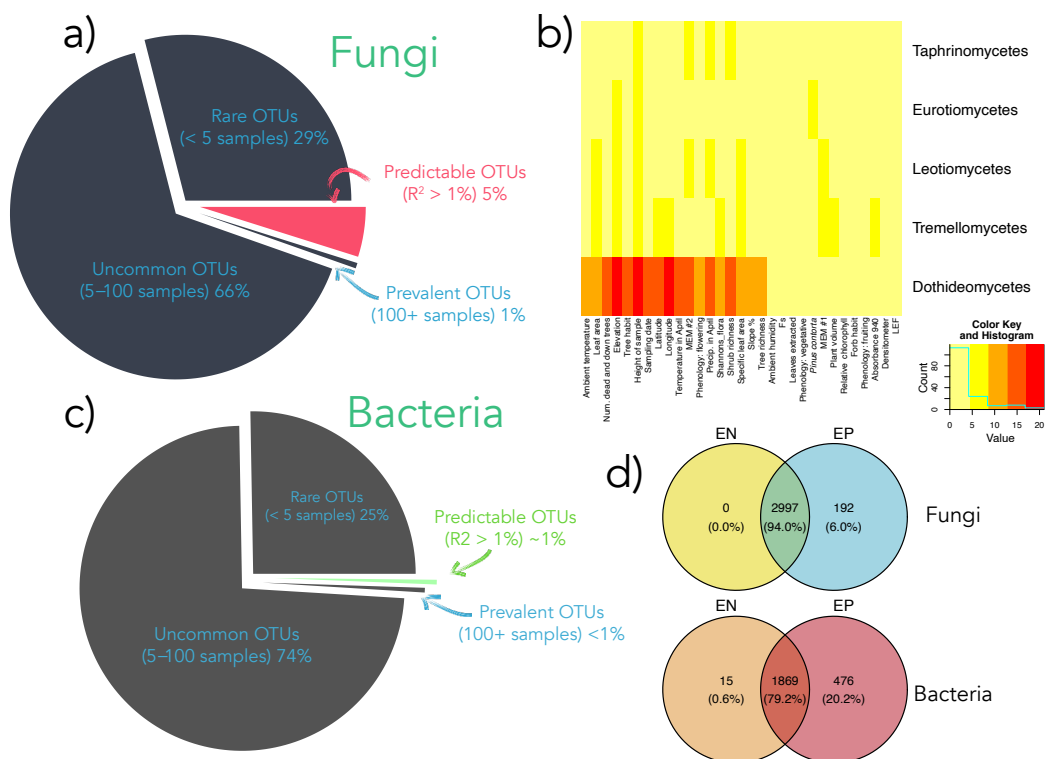 a)
Fungi
Rare OTUs
(< 5 samples) 29%
Predictable OTUs
(R² > 1%) 5%
Uncommon OTUs
(5–100 samples) 66%
Prevalent OTUs
(100+ samples) 1%
b)
Taphrinomycetes
Eurotiomycetes
Leotiomycetes
Tremellomycetes
Dothideomycetes
Ambient temperature
Leaf area
Num. dead and down trees
Elevation
Tree habit
Height of sample
Sampling date
Latitude
Longitude
Temperature in April
MEM #2
Phenology: flowering
Precip. in April
Shannons_flora
Shrub richness
Specific leaf area
Slope %
Tree richness
Ambient humidity
Fs
Leaves extracted
Phenology: vegetative
Pinus contorta
MEM #1
Plant volume
Relative chlorophyll
Forb habit
Phenology: fruiting
Absorbance 940
Densitometer
LEF
Color Key
and Histogram
Count
0 40 80
0 5 10 15 20
Value
c)
Bacteria
Rare OTUs
(< 5 samples) 25%
Predictable OTUs
(R2 > 1%) ~1%
Uncommon OTUs
(5–100 samples) 74%
Prevalent OTUs
(100+ samples) <1%
d)
EN EP
0 2997 192
(0.0%) (94.0%) (6.0%)
Fungi
EN EP
15 1869 476
(0.6%) (79.2%) (20.2%)
Bacteria